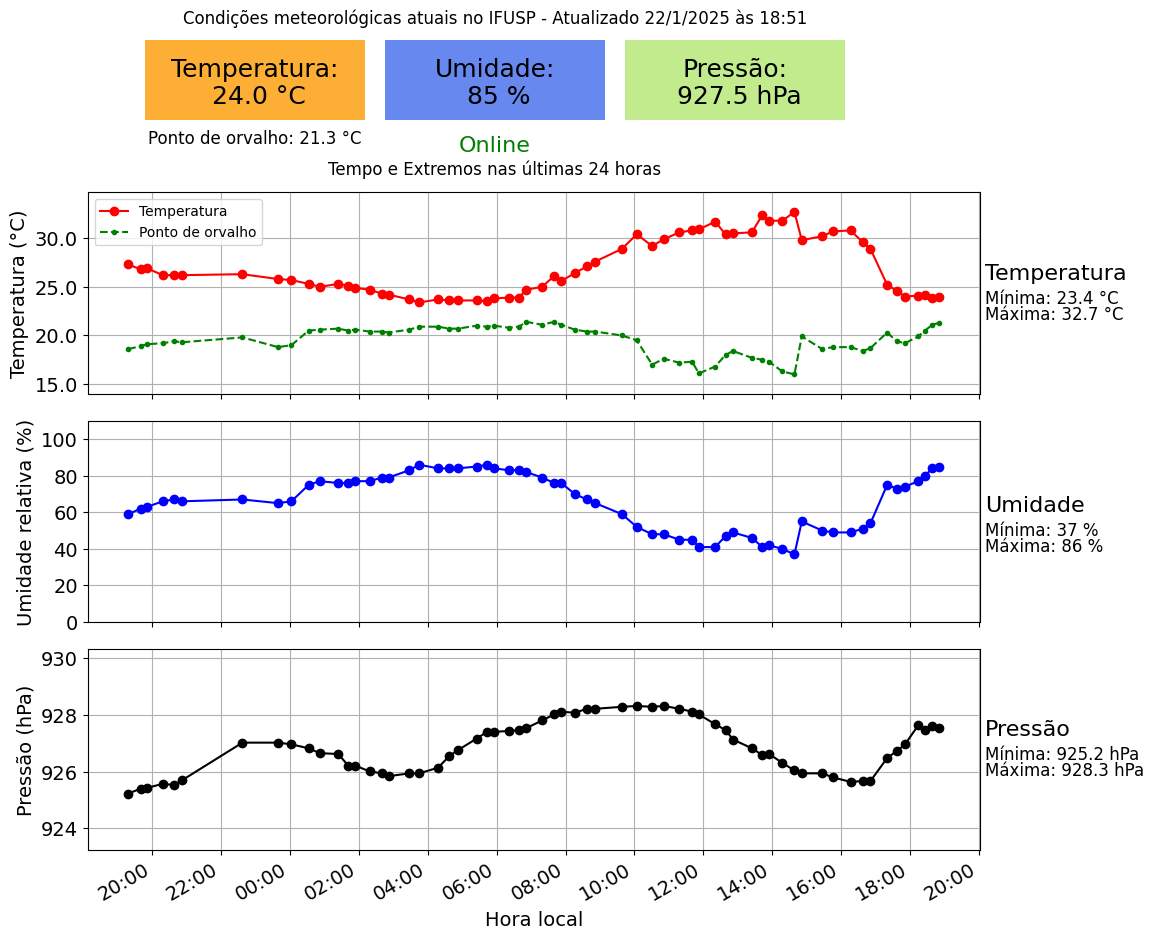 Condições meteorológicas atuais no IFUSP - Atualizado 22/1/2025 às 18:51
Temperatura:
24.0 °C
Umidade:
85 %
Pressão:
927.5 hPa
Ponto de orvalho: 21.3 °C
Online
Tempo e Extremos nas últimas 24 horas
Temperatura (°C)
30.0
25.0
20.0
15.0
Temperatura
Ponto de orvalho
Temperatura
Mínima: 23.4 °C
Máxima: 32.7 °C
Umidade relativa (%)
100
80
60
40
20
0
Umidade
Mínima: 37 %
Máxima: 86 %
Pressão (hPa)
930
928
926
924
Pressão
Mínima: 925.2 hPa
Máxima: 928.3 hPa
20:00
22:00
00:00
02:00
04:00
06:00
08:00
10:00
12:00
14:00
16:00
18:00
20:00
Hora local